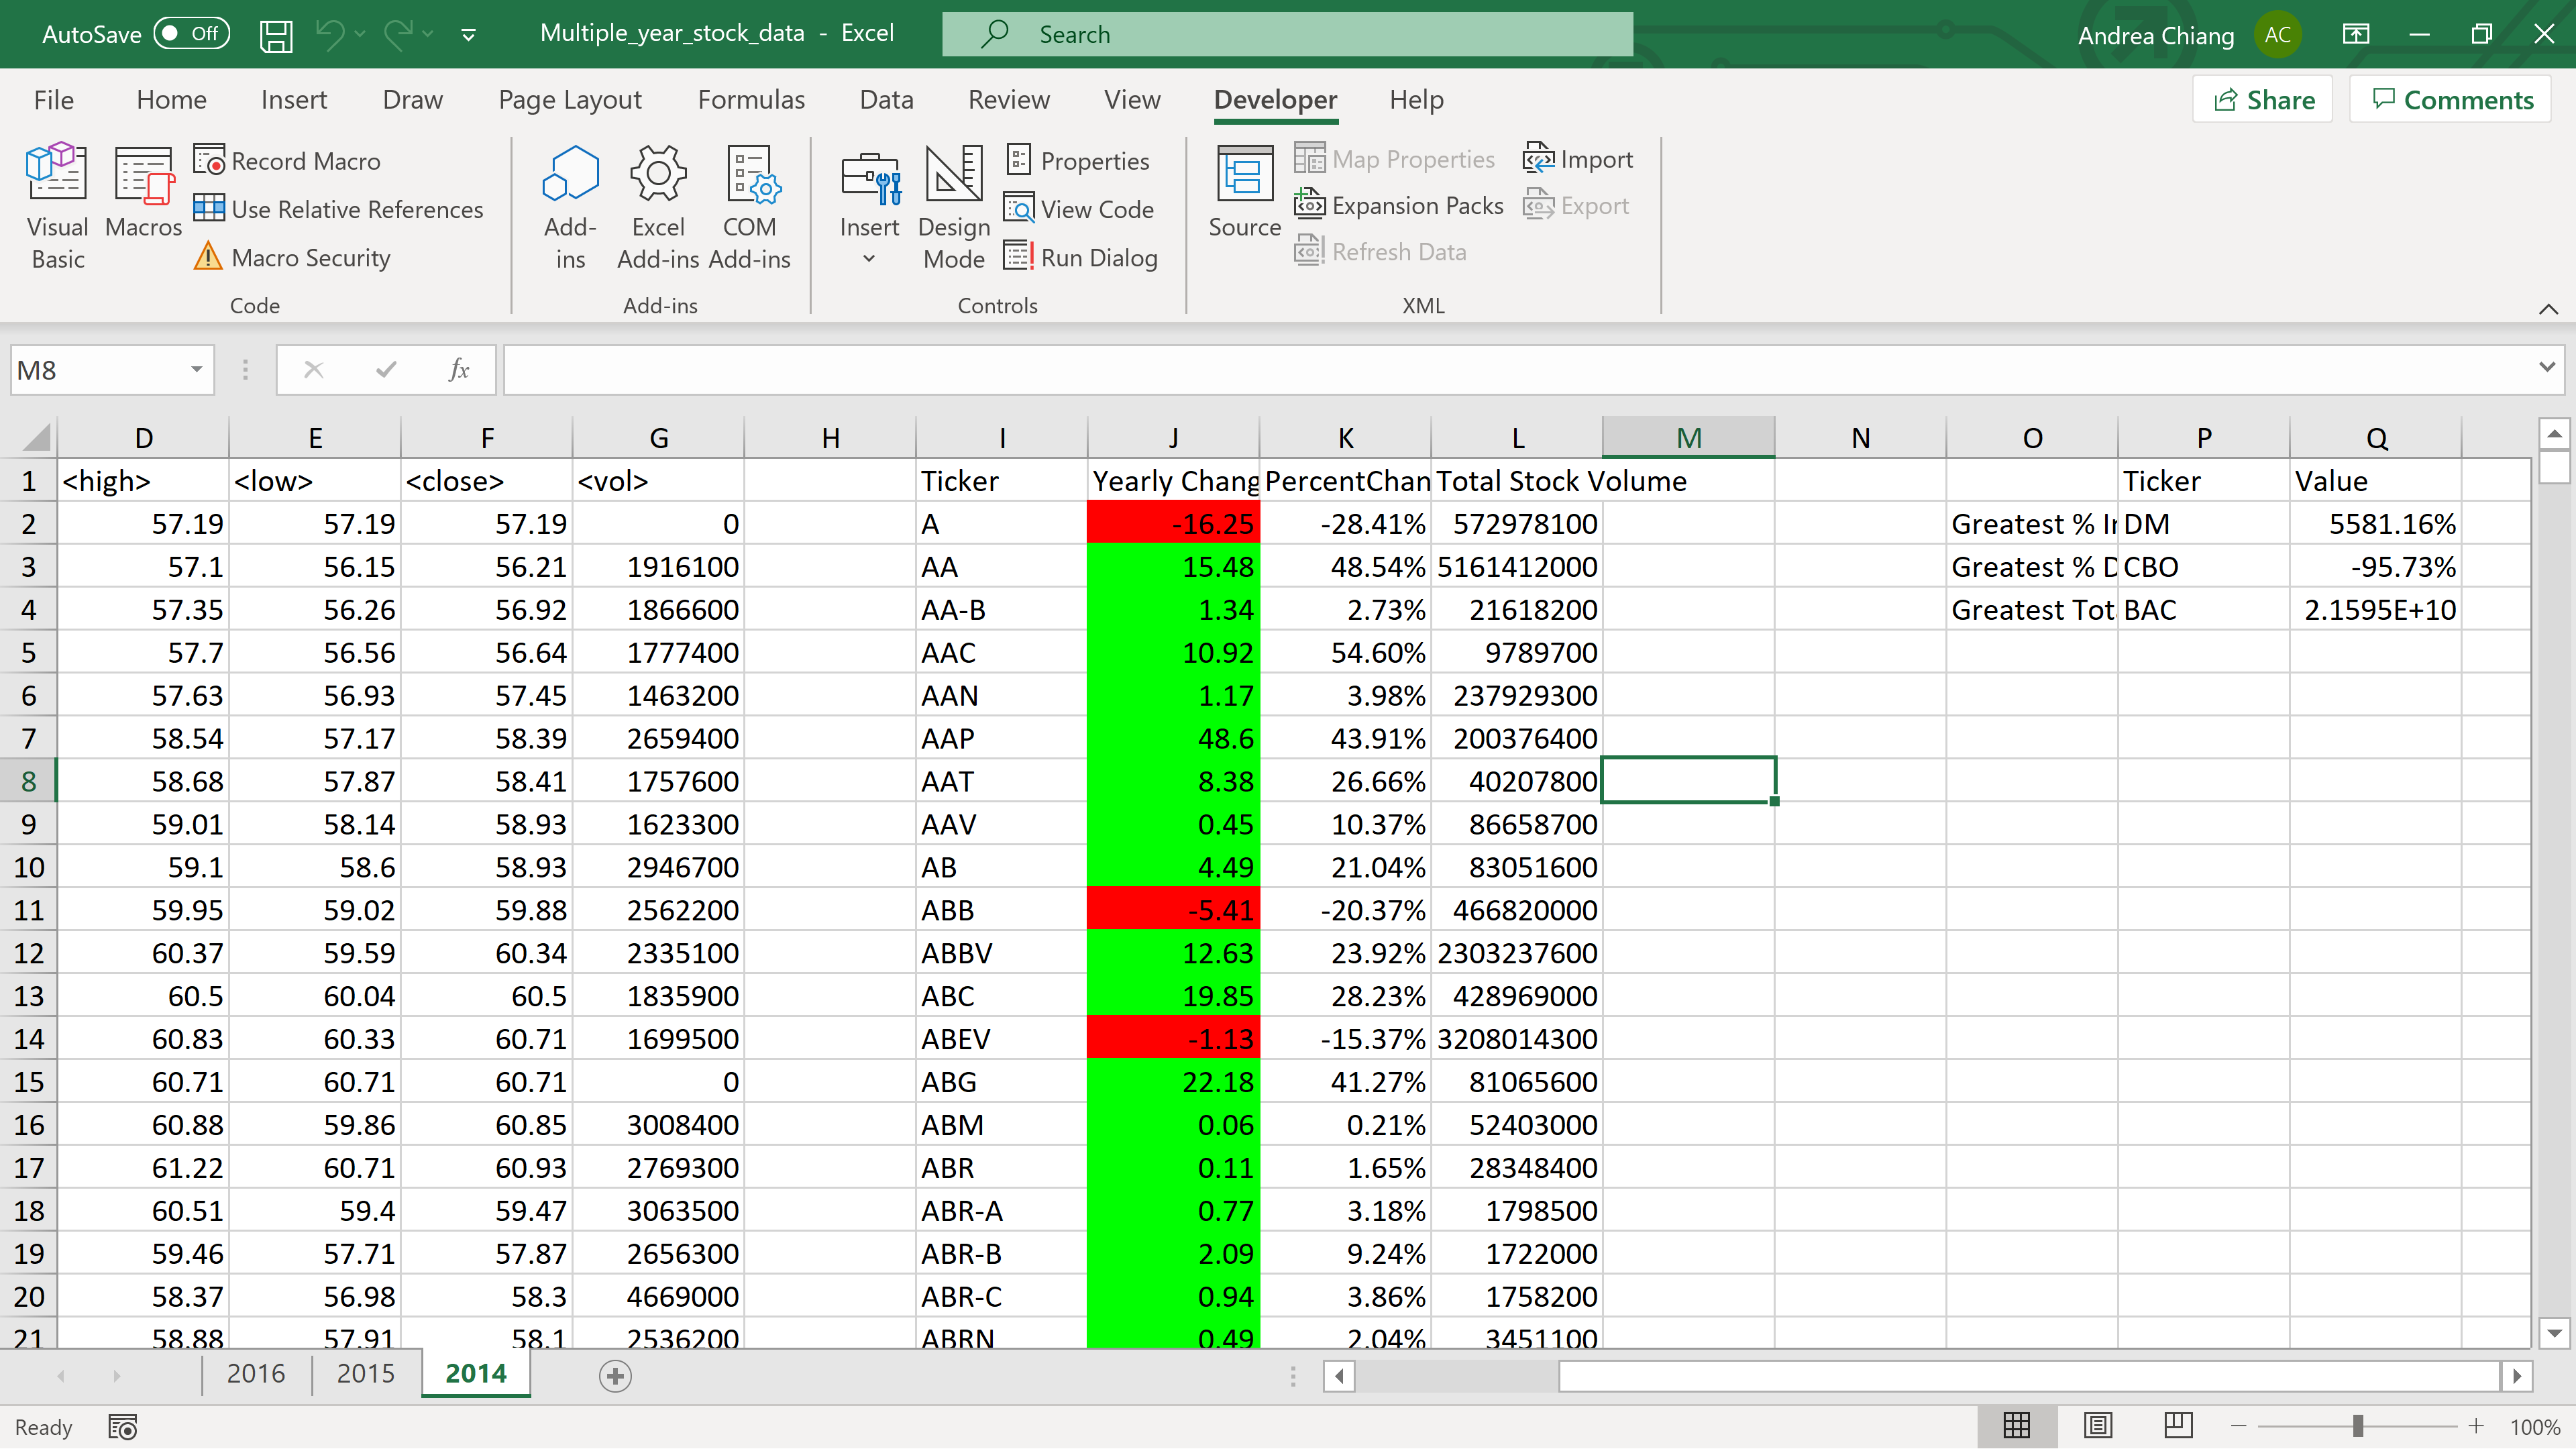 AutoSave Off Multiple_year_stock_data - Excel Search Andrea Chiang AC
File Home Insert Draw Page Layout Formulas Data Review View Developer Help Share Comments
Visual Basic Macros Record Macro Use Relative References Macro Security
Add-ins Excel Add-ins COM Add-ins
Insert Design Mode Properties View Code Run Dialog
Source Map Properties Expansion Packs Refresh Data Import Export
Code Add-ins Controls XML
M8 fx
D E F G H I J K L M N O P Q
1 <high> <low> <close> <vol> Ticker Yearly Chang PercentChan Total Stock Volume Ticker Value
2 57.19 57.19 57.19 0 A -16.25 -28.41% 572978100 Greatest % In DM 5581.16%
3 57.1 56.15 56.21 1916100 AA 15.48 48.54% 5161412000 Greatest % D CBO -95.73%
4 57.35 56.26 56.92 1866600 AA-B 1.34 2.73% 21618200 Greatest Tot BAC 2.1595E+10
5 57.7 56.56 56.64 1777400 AAC 10.92 54.60% 9789700
6 57.63 56.93 57.45 1463200 AAN 1.17 3.98% 237929300
7 58.54 57.17 58.39 2659400 AAP 48.6 43.91% 200376400
8 58.68 57.87 58.41 1757600 AAT 8.38 26.66% 40207800
9 59.01 58.14 58.93 1623300 AAV 0.45 10.37% 86658700
10 59.1 58.6 58.93 2946700 AB 4.49 21.04% 83051600
11 59.95 59.02 59.88 2562200 ABB -5.41 -20.37% 466820000
12 60.37 59.59 60.34 2335100 ABBV 12.63 23.92% 2303237600
13 60.5 60.04 60.5 1835900 ABC 19.85 28.23% 428969000
14 60.83 60.33 60.71 1699500 ABEV -1.13 -15.37% 3208014300
15 60.71 60.71 60.71 0 ABG 22.18 41.27% 81065600
16 60.88 59.86 60.85 3008400 ABM 0.06 0.21% 52403000
17 61.22 60.71 60.93 2769300 ABR 0.11 1.65% 28348400
18 60.51 59.4 59.47 3063500 ABR-A 0.77 3.18% 1798500
19 59.46 57.71 57.87 2656300 ABR-B 2.09 9.24% 1722000
20 58.37 56.98 58.3 4669000 ABR-C 0.94 3.86% 1758200
21 58.88 57.91 58.1 2536200 ABRN 0.49 2.04% 3451100
2016 2015 2014
Ready 100%